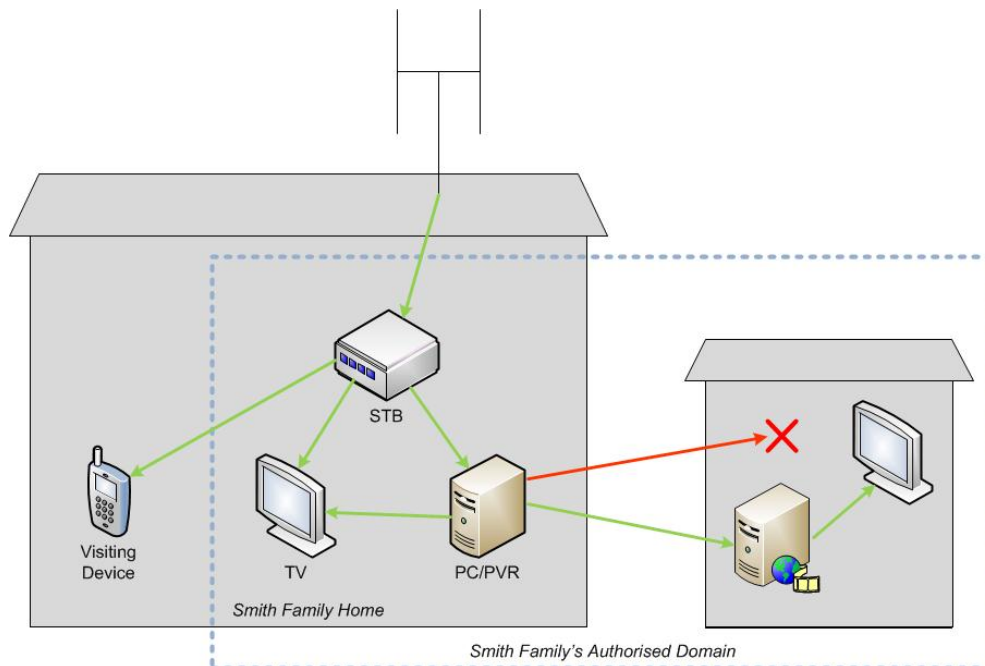 STB
Visiting
Device
TV
PC/PVR
Smith Family Home
Smith Family's Authorised Domain